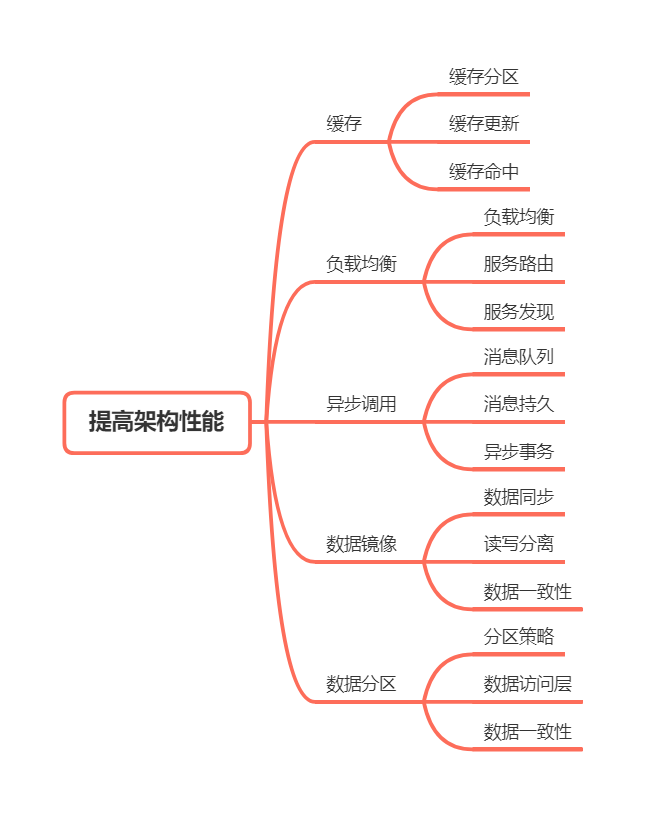 提高架构性能
缓存
缓存分区
缓存更新
缓存命中
负载均衡
负载均衡
服务路由
服务发现
异步调用
消息队列
消息持久
异步事务
数据镜像
数据同步
读写分离
数据一致性
数据分区
分区策略
数据访问层
数据一致性